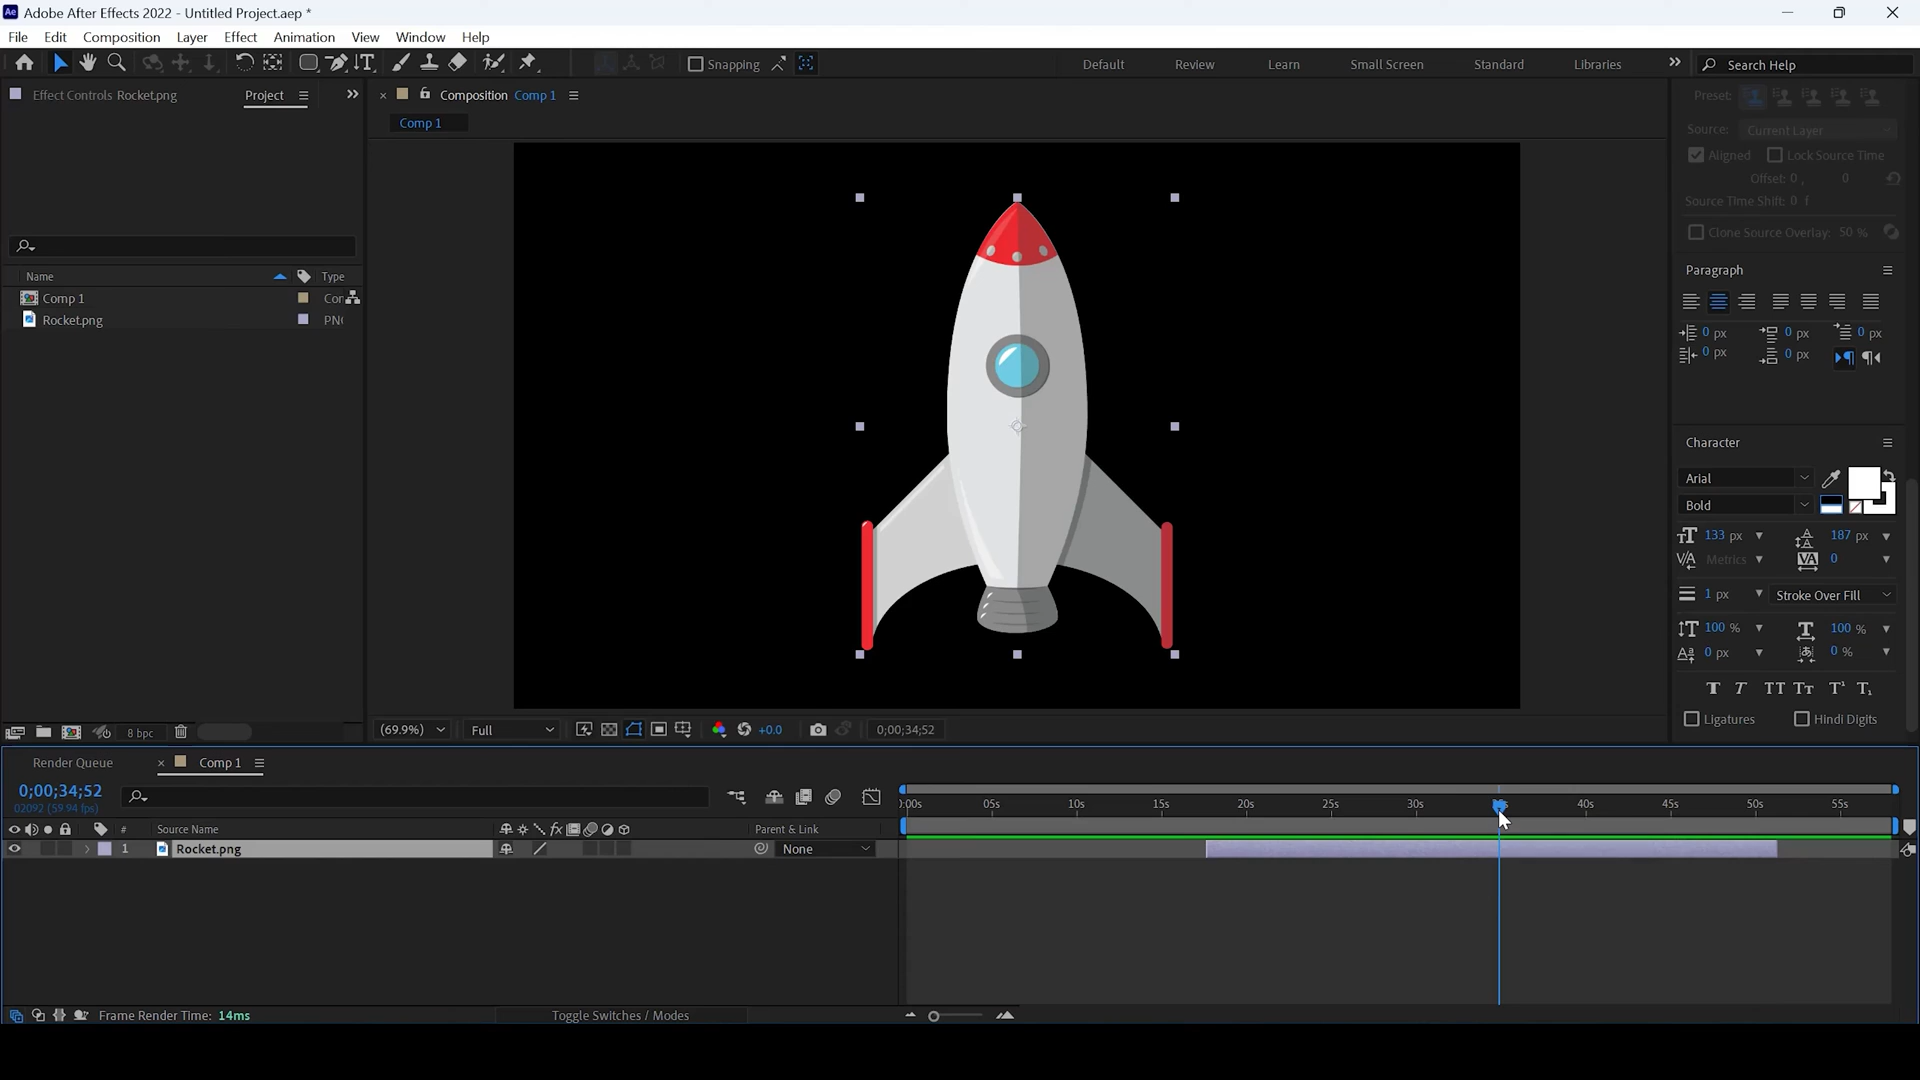 Adobe After Effects 2022 - Untitled Project.aep *
File Edit Composition Layer Effect Animation View Window Help
Snapping
Default Review Learn Small Screen Standard Libraries Search Help
Effect Controls Rocket.png Project
Composition Comp 1
Comp 1
Name Type
Comp 1
Rocket.png
8 bpc
(69.9%) Full +0.0 0;00;34;52
Preset:
Source: Current Layer
Aligned Lock Source Time
Offset: 0 , 0
Source Time Shift: 0 f
Clone Source Overlay: 50 %
Paragraph
0 px 0 px 0 px
0 px 0 px
Character
Arial
Bold
133 px 187 px
Metrics 0
1 px Stroke Over Fill
100 % 100 %
0 px 0 %
Ligatures Hindi Digits
Render Queue Comp 1
0;00;34;52
02092 (59.94 fps)
05s 10s 15s 20s 25s 30s 40s 45s 50s 55s
# Source Name Parent & Link
1 Rocket.png None
Frame Render Time: 14ms Toggle Switches / Modes